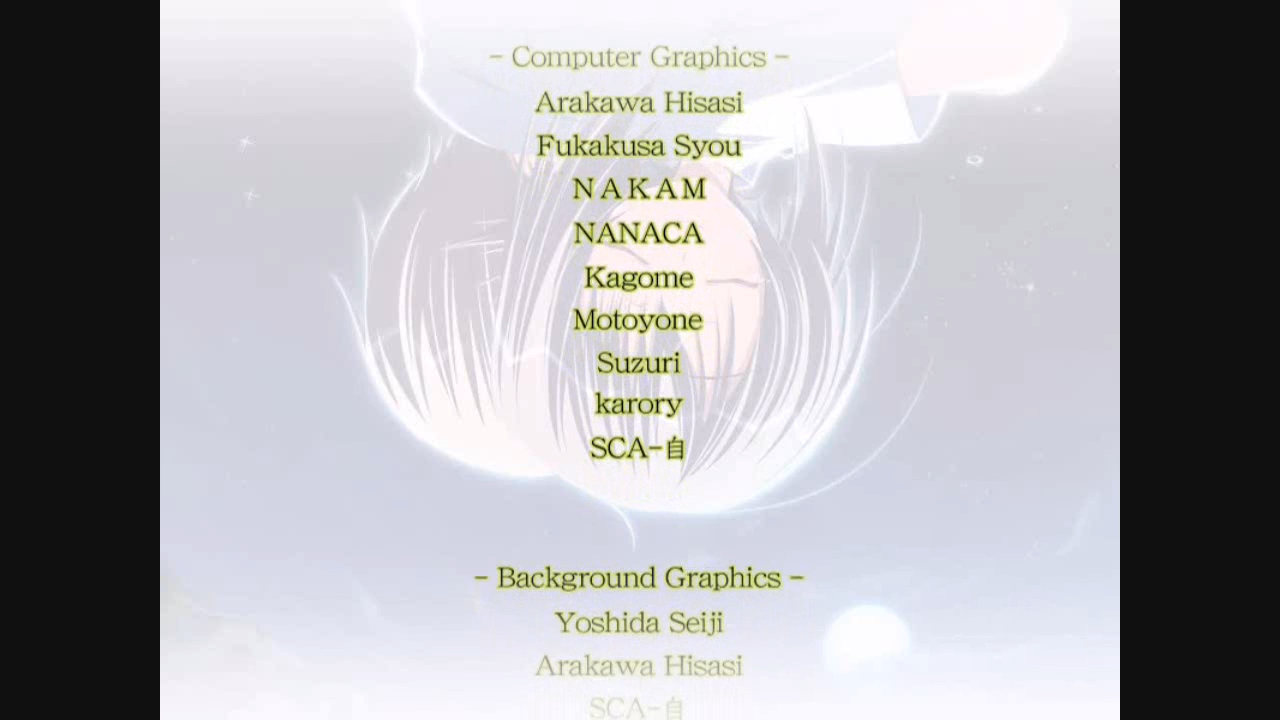 - Computer Graphics -
Arakawa Hisasi
Fukakusa Syou
NAKAM
NANACA
Kagome
Motoyone
Suzuri
karory
SCA-自
- Background Graphics -
Yoshida Seiji
Arakawa Hisasi
SCA-自